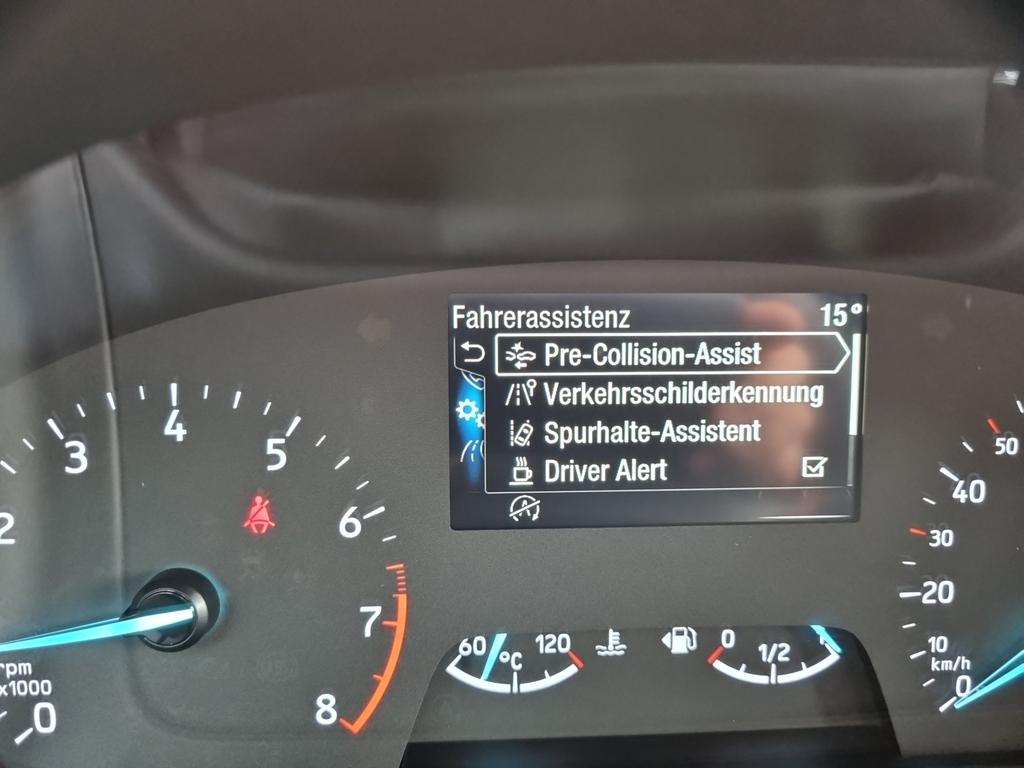 Fahrerassistenz 15°
Pre-Collision-Assist
Verkehrsschilderkennung
Spurhalte-Assistent
Driver Alert
2
3
4
5
6
7
8
rpm
x1000
0
60 °C 120
0 1/2 1
50
40
30
20
10
km/h
0